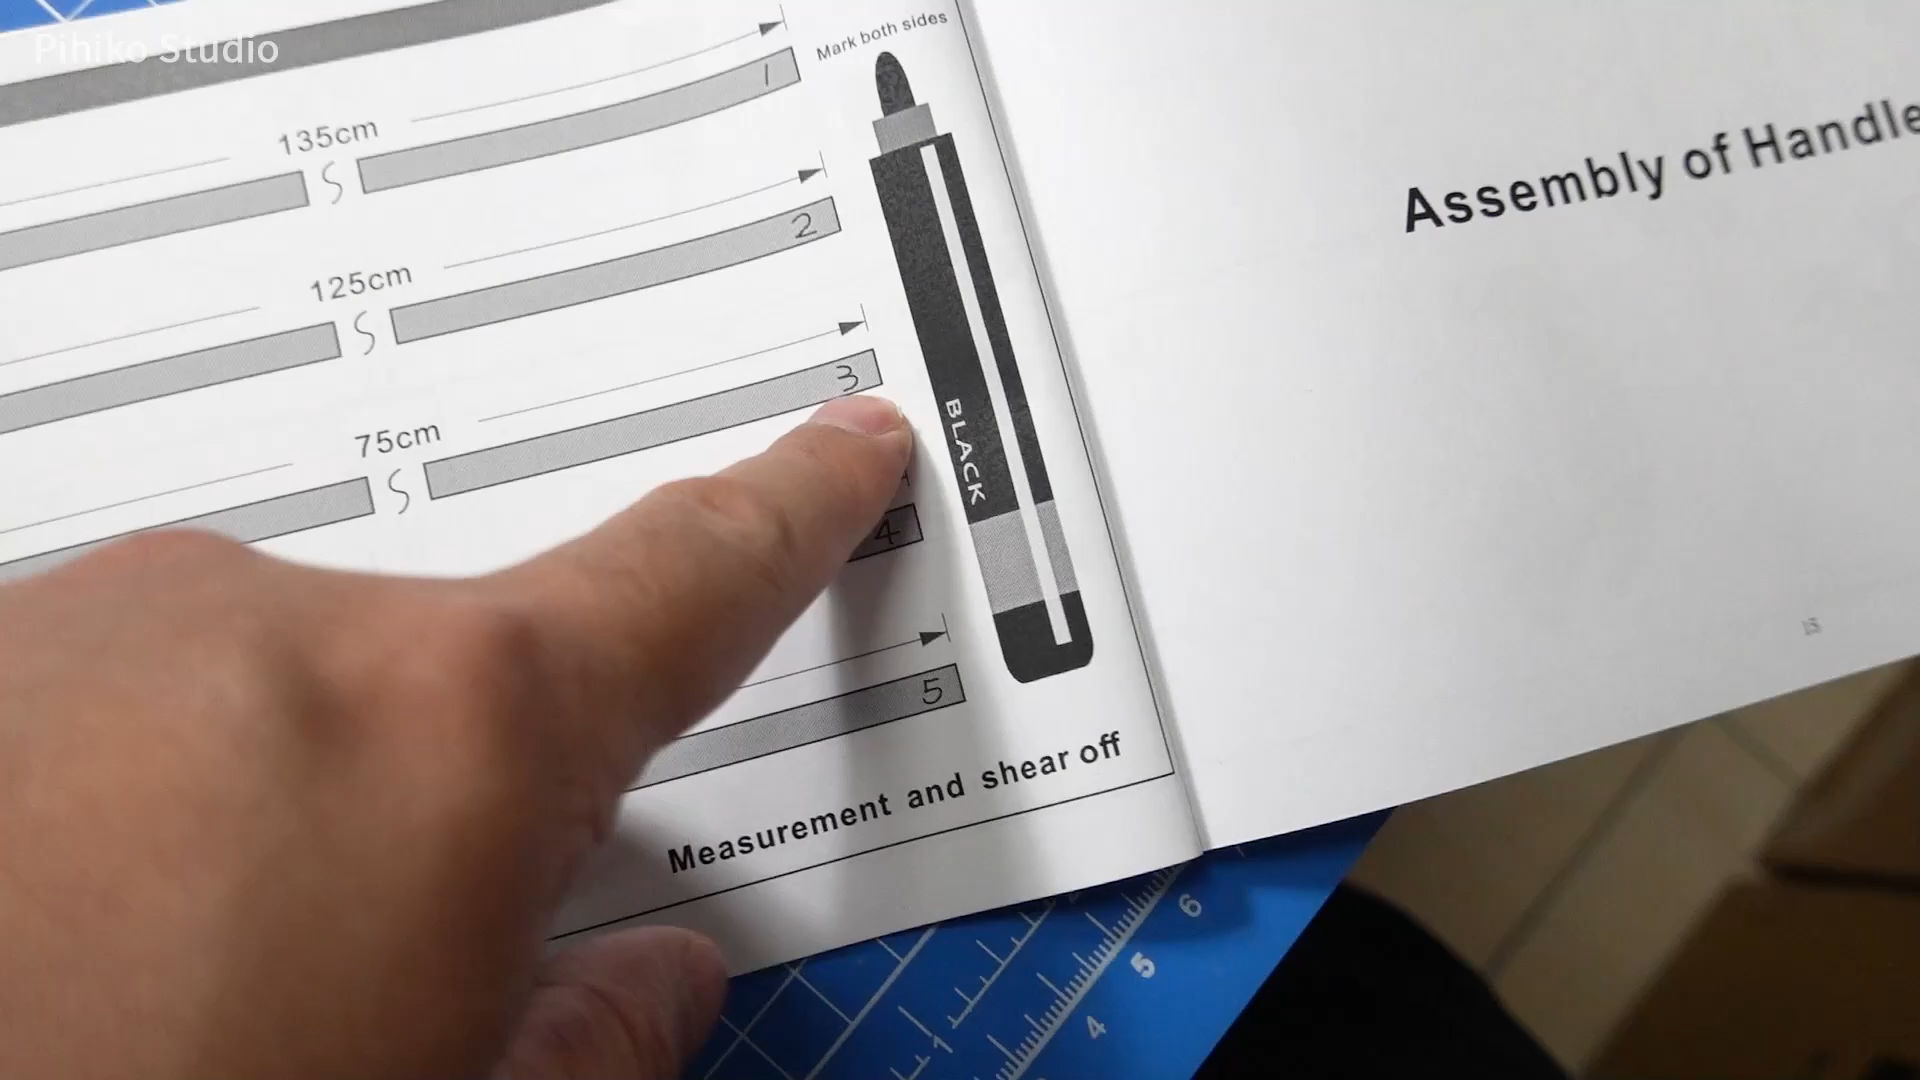 Pihiko Studio
Mark both sides
135cm
1
125cm
2
75cm
3
4
5
BLACK
Measurement and shear off
Assembly of Handle
15
6
5
4
1